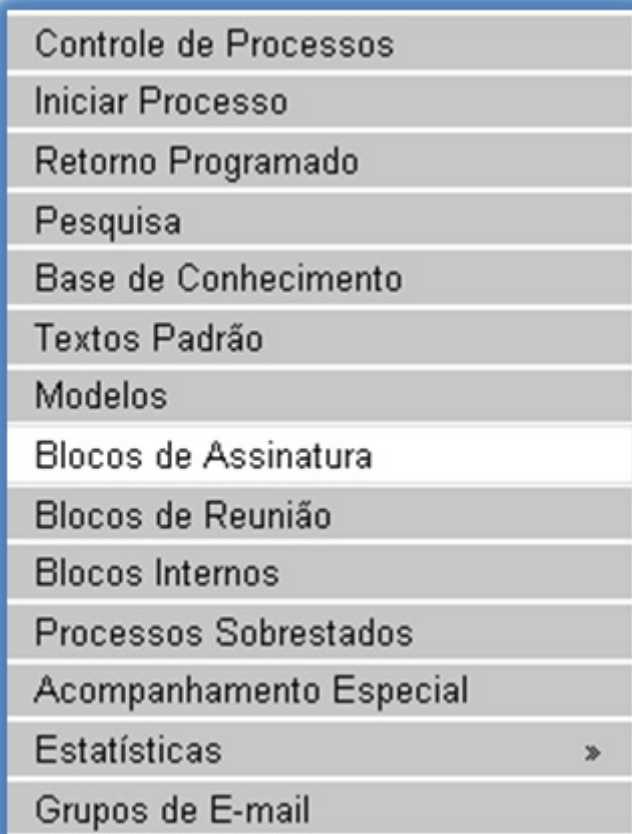 Controle de Processos
Iniciar Processo
Retorno Programado
Pesquisa
Base de Conhecimento
Textos Padrão
Modelos
Blocos de Assinatura
Blocos de Reunião
Blocos Internos
Processos Sobrestados
Acompanhamento Especial
Estatísticas »
Grupos de E-mail